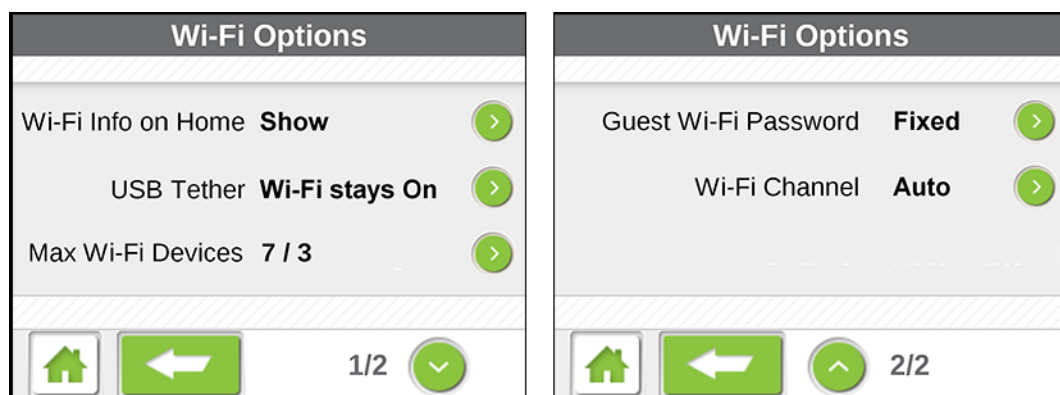 Wi-Fi Options
Wi-Fi Info on Home Show
USB Tether Wi-Fi stays On
Max Wi-Fi Devices 7 / 3
1/2
Wi-Fi Options
Guest Wi-Fi Password Fixed
Wi-Fi Channel Auto
2/2